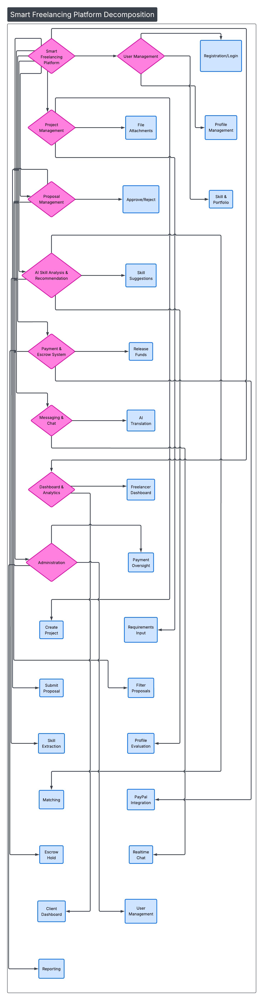 Smart Freelancing Platform Decomposition
Smart
Freelancing
Platform
User Management
Registration/Login
Project
Management
File
Attachments
Profile
Management
Proposal
Management
Approve/Reject
Skill &
Portfolio
AI Skill Analysis &
Recommendation
Skill
Suggestions
Payment &
Escrow System
Release
Funds
Messaging &
Chat
AI
Translation
Dashboard &
Analytics
Freelancer
Dashboard
Administration
Payment
Oversight
Create
Project
Requirements
Input
Submit
Proposal
Filter
Proposals
Skill
Extraction
Profile
Evaluation
Matching
PayPal
Integration
Escrow
Hold
Realtime
Chat
Client
Dashboard
User
Management
Reporting